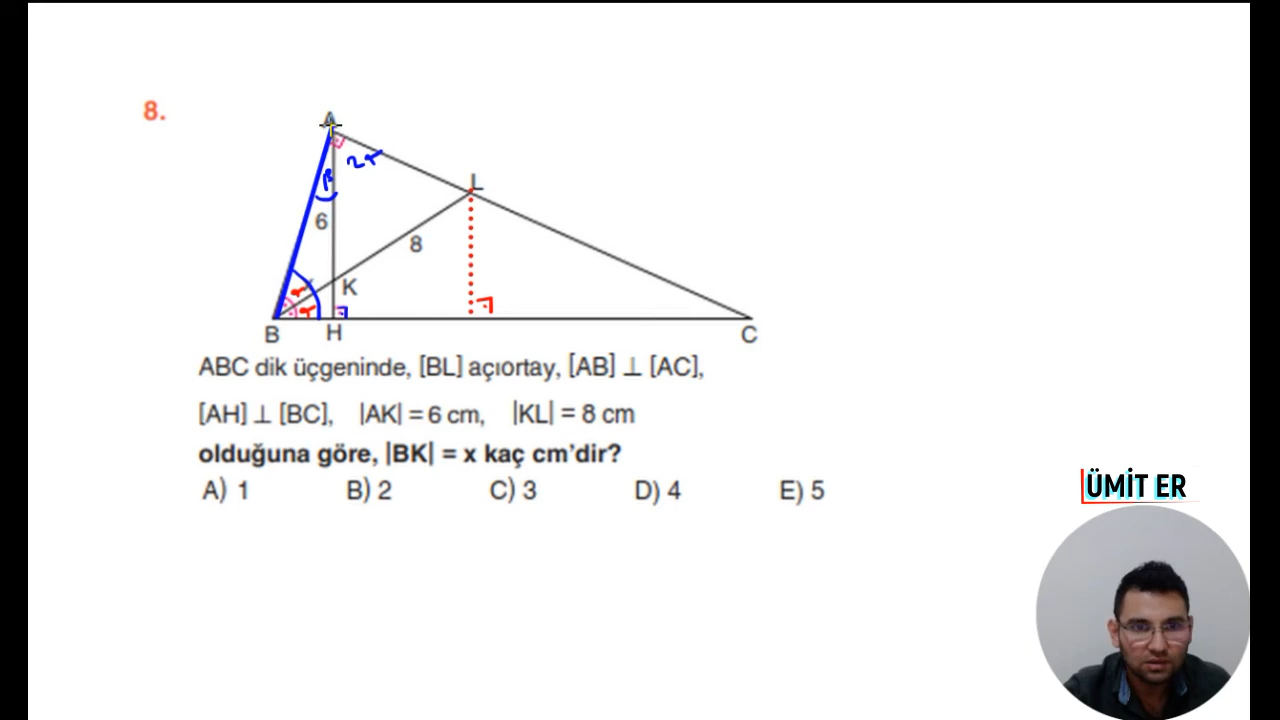 8.
A
2α
β
L
6
8
α
K
α
B
H
C
ABC dik üçgeninde, [BL] açıortay, [AB] ⊥ [AC],
[AH] ⊥ [BC], |AK| = 6 cm, |KL| = 8 cm
olduğuna göre, |BK| = x kaç cm'dir?
A) 1 B) 2 C) 3 D) 4 E) 5
ÜMİT ER